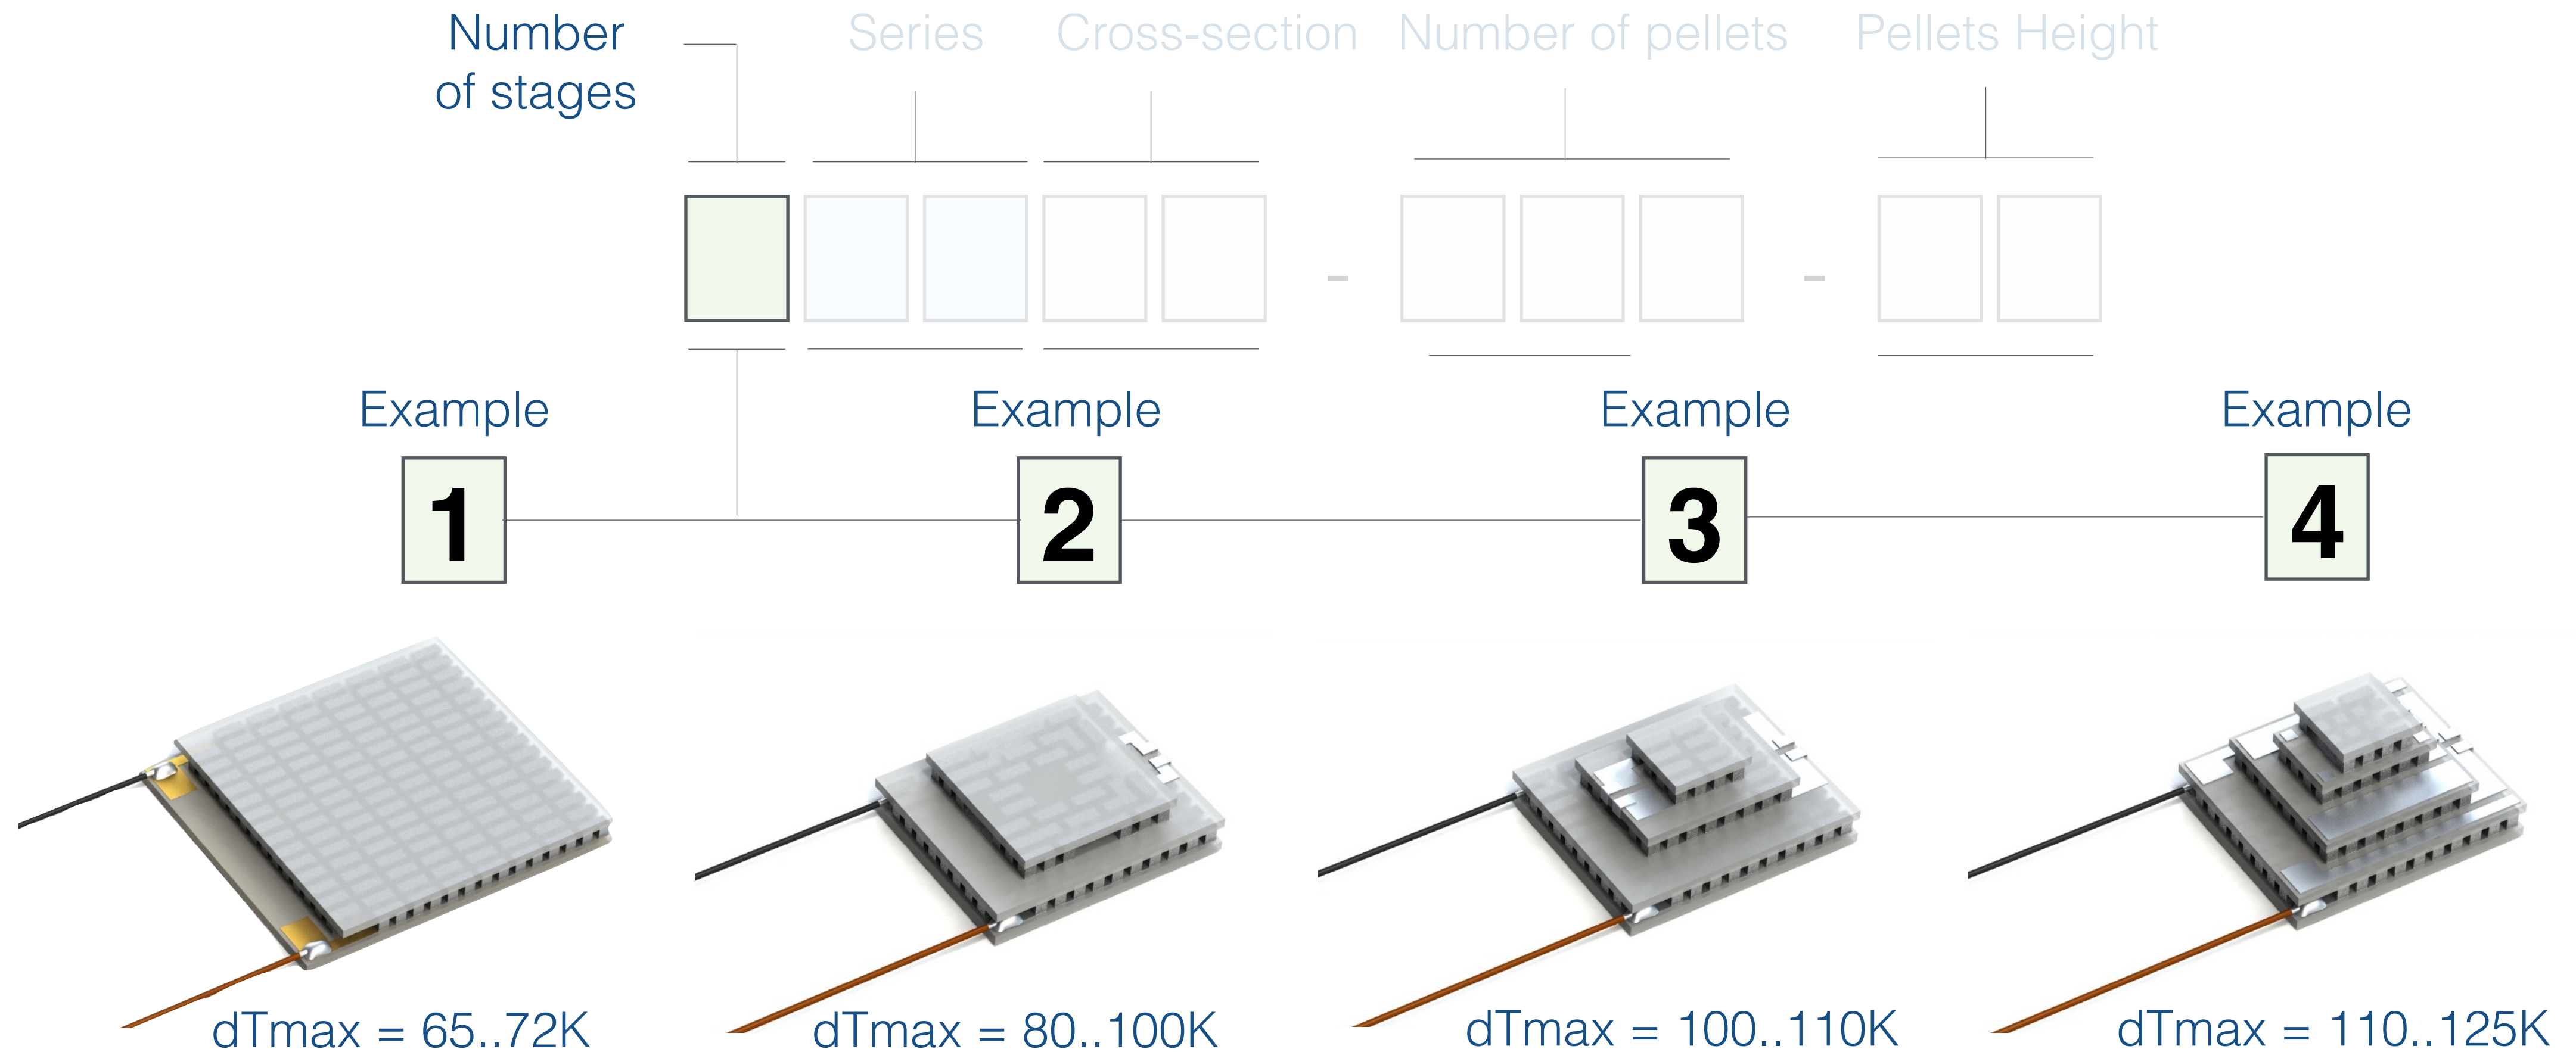 Number
of stages
Series
Cross-section
Number of pellets
Pellets Height
-
-
Example
Example
Example
Example
1
2
3
4
dTmax = 65..72K
dTmax = 80..100K
dTmax = 100..110K
dTmax = 110..125K